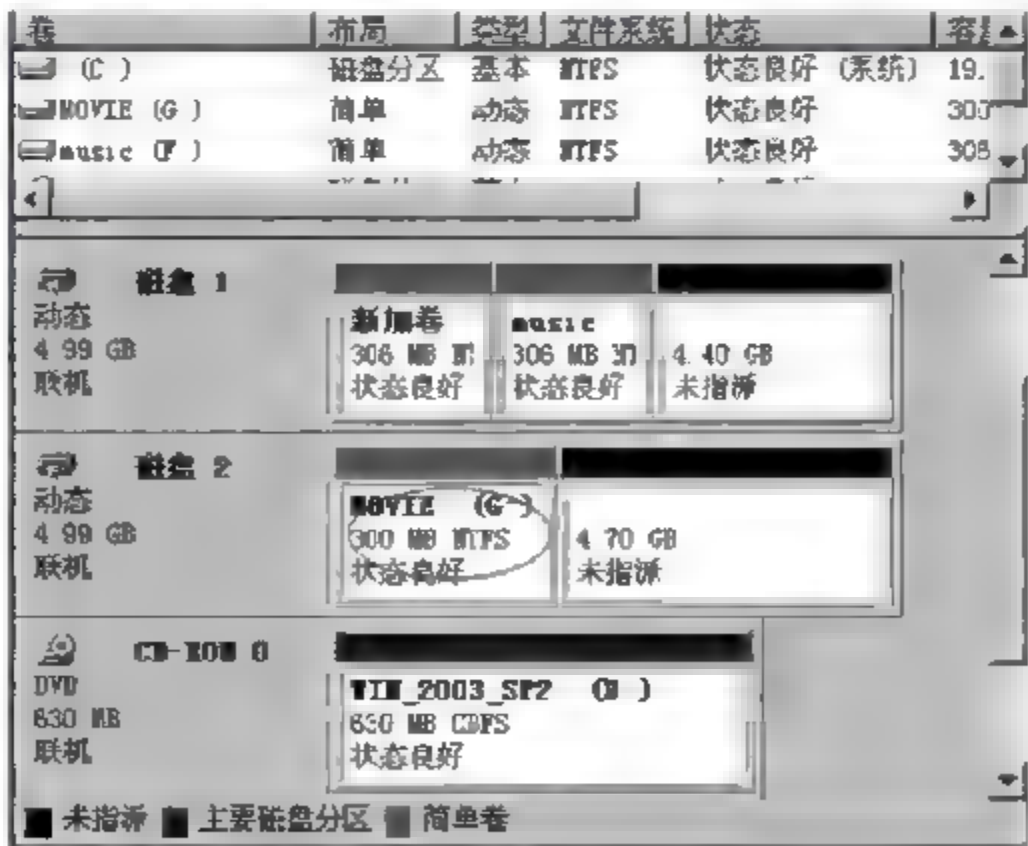 卷 布局 类型 文件系统 状态
(C ) 磁盘分区 基本 NTFS 状态良好 (系统) 19.
MOVIE (G ) 简单 动态 NTFS 状态良好 300
music (F ) 简单 动态 NTFS 状态良好 306
磁盘 1
动态
4 99 GB
联机
新加卷
306 MB
状态良好
music
306 MB
状态良好
4.40 GB
未指派
磁盘 2
动态
4 99 GB
联机
MOVIE (G )
300 MB NTFS
状态良好
4 70 GB
未指派
CD-ROM 0
DVD
630 MB
联机
WIN_2003_SP2
630 MB CDFS
状态良好
未指派 主要磁盘分区 简单卷